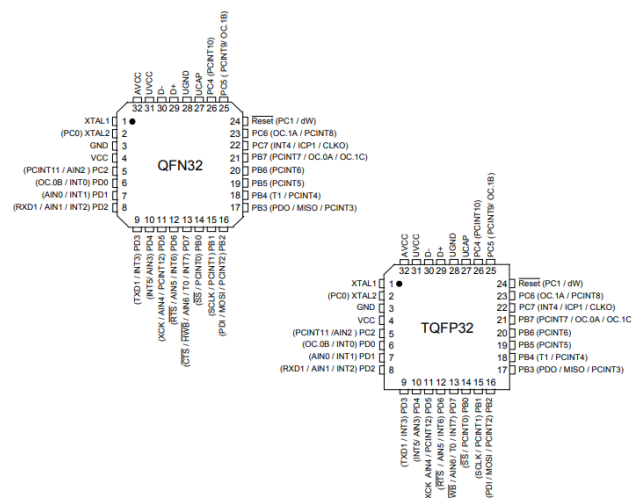 AVCC
UVCC
D-
D+
UGND
UCAP
PC4 (PCINT10)
PC5 ( PCINT9/ OC.1B)
32 31 30 29 28 27 26 25
XTAL1 1
(PC0) XTAL2 2
GND 3
VCC 4
(PCINT11 / AIN2) PC2 5
(OC.0B / INT0) PD0 6
(AIN0 / INT1) PD1 7
(RXD1 / AIN1 / INT2) PD2 8
QFN32
24 Reset (PC1 / dW)
23 PC6 (OC.1A / PCINT8)
22 PC7 (INT4 / ICP1 / CLKO)
21 PB7 (PCINT7 / OC.0A / OC.1C)
20 PB6 (PCINT6)
19 PB5 (PCINT5)
18 PB4 (T1 / PCINT4)
17 PB3 (PDO / MISO / PCINT3)
9 10 11 12 13 14 15 16
(TXD1 / INT3) PD3
(INT5/ AIN3) PD4
(XCK / AIN4 / PCINT12) PD5
(RTS / AIN5 / INT6) PD6
(CTS / HWB / AIN6 / T0 / INT7) PD7
(SS / PCINT0) PB0
(SCLK / PCINT1) PB1
(PDI / MOSI / PCINT2) PB2
AVCC
UVCC
D-
D+
UGND
UCAP
PC4 (PCINT10)
PC5 (PCINT9/ OC.1B)
32 31 30 29 28 27 26 25
XTAL1 1
(PC0) XTAL2 2
GND 3
VCC 4
(PCINT11 /AIN2 ) PC2 5
(OC.0B / INT0) PD0 6
(AIN0 / INT1) PD1 7
(RXD1 / AIN1 / INT2) PD2 8
TQFP32
24 Reset (PC1 / dW)
23 PC6 (OC.1A / PCINT8)
22 PC7 (INT4 / ICP1 / CLKO)
21 PB7 (PCINT7 / OC.0A / OC.1C)
20 PB6 (PCINT6)
19 PB5 (PCINT5)
18 PB4 (T1 / PCINT4)
17 PB3 (PDO / MISO / PCINT3)
9 10 11 12 13 14 15 16
(TXD1 / INT3) PD3
(INT5/ AIN3) PD4
XCK AIN4 / PCINT12) PD5
(RTS / AIN5 / INT6) PD6
WB / AIN6 / T0 / INT7) PD7
(SS / PCINT0) PB0
(SCLK / PCINT1) PB1
(PDI / MOSI / PCINT2) PB2